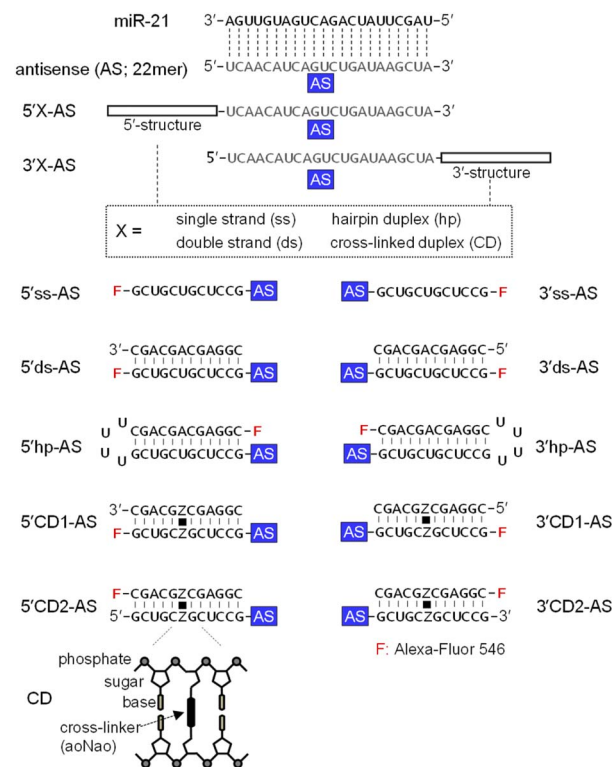 miR-21 3′-AGUUGUAGUCAGACUAUUCGAU-5′
antisense (AS; 22mer) 5′-UCAACAUCAGUCUGAUAAGCUA-3′
AS
5′X-AS -UCAACAUCAGUCUGAUAAGCUA-3′
5′-structure AS
3′X-AS 5′-UCAACAUCAGUCUGAUAAGCUA-
AS 3′-structure
X = single strand (ss) hairpin duplex (hp)
double strand (ds) cross-linked duplex (CD)
5′ss-AS F-GCUGCUGCUCCG-AS AS-GCUGCUGCUCCG-F 3′ss-AS
3′-CGACGACGAGGC CGACGACGAGGC-5′
5′ds-AS F-GCUGCUGCUCCG-AS AS-GCUGCUGCUCCG-F 3′ds-AS
U U CGACGACGAGGC-F F-CGACGACGAGGC U U
5′hp-AS U U GCUGCUGCUCCG-AS AS-GCUGCUGCUCCG U U 3′hp-AS
3′-CGACGZCGAGGC CGACGZCGAGGC-5′
5′CD1-AS F-GCUGCZGCUCCG-AS AS-GCUGCZGCUCCG-F 3′CD1-AS
F-CGACGZCGAGGC CGACGZCGAGGC-F
5′CD2-AS 5′-GCUGCZGCUCCG-AS AS-GCUGCZGCUCCG-3′ 3′CD2-AS
F: Alexa-Fluor 546
phosphate
sugar
base
CD
cross-linker
(aoNao)